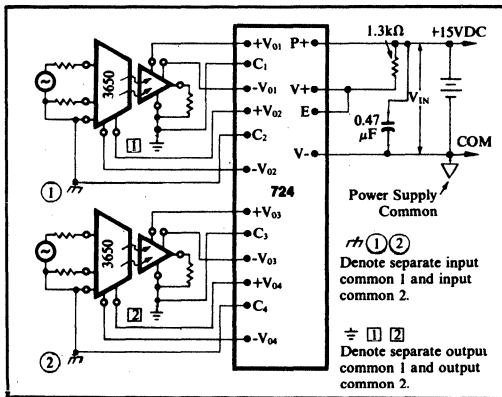 1.3kΩ
+15VDC
+V01
P+
C1
3650
-V01
V+
+V02
E
VIN
1
0.47
μF
C2
V-
COM
1
-V02
724
Power Supply
Common
+V03
1 2
C3
Denote separate input
common 1 and input
common 2.
3650
-V03
+V04
2
C4
1 2
Denote separate output
common 1 and output
common 2.
2
-V04